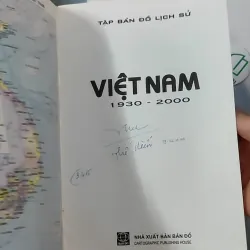 TẬP BẢN ĐỒ LỊCH SỬ
VIỆT NAM
1930 - 2000
NHÀ XUẤT BẢN BẢN ĐỒ
CARTOGRAPHIC PUBLISHING HOUSE